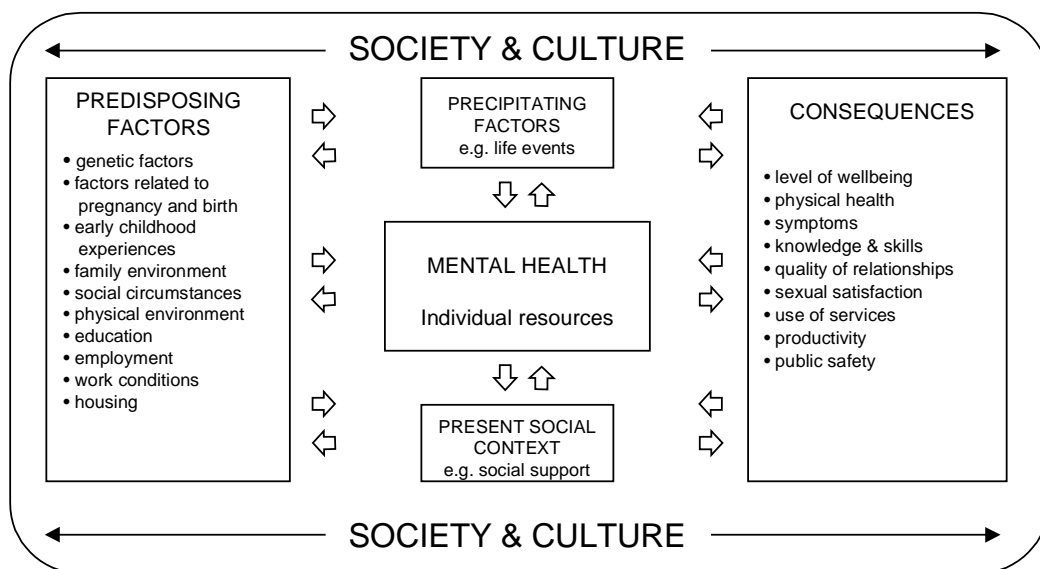 SOCIETY & CULTURE
PREDISPOSING
FACTORS
• genetic factors
• factors related to
pregnancy and birth
• early childhood
experiences
• family environment
• social circumstances
• physical environment
• education
• employment
• work conditions
• housing
PRECIPITATING
FACTORS
e.g. life events
MENTAL HEALTH
Individual resources
PRESENT SOCIAL
CONTEXT
e.g. social support
CONSEQUENCES
• level of wellbeing
• physical health
• symptoms
• knowledge & skills
• quality of relationships
• sexual satisfaction
• use of services
• productivity
• public safety
SOCIETY & CULTURE